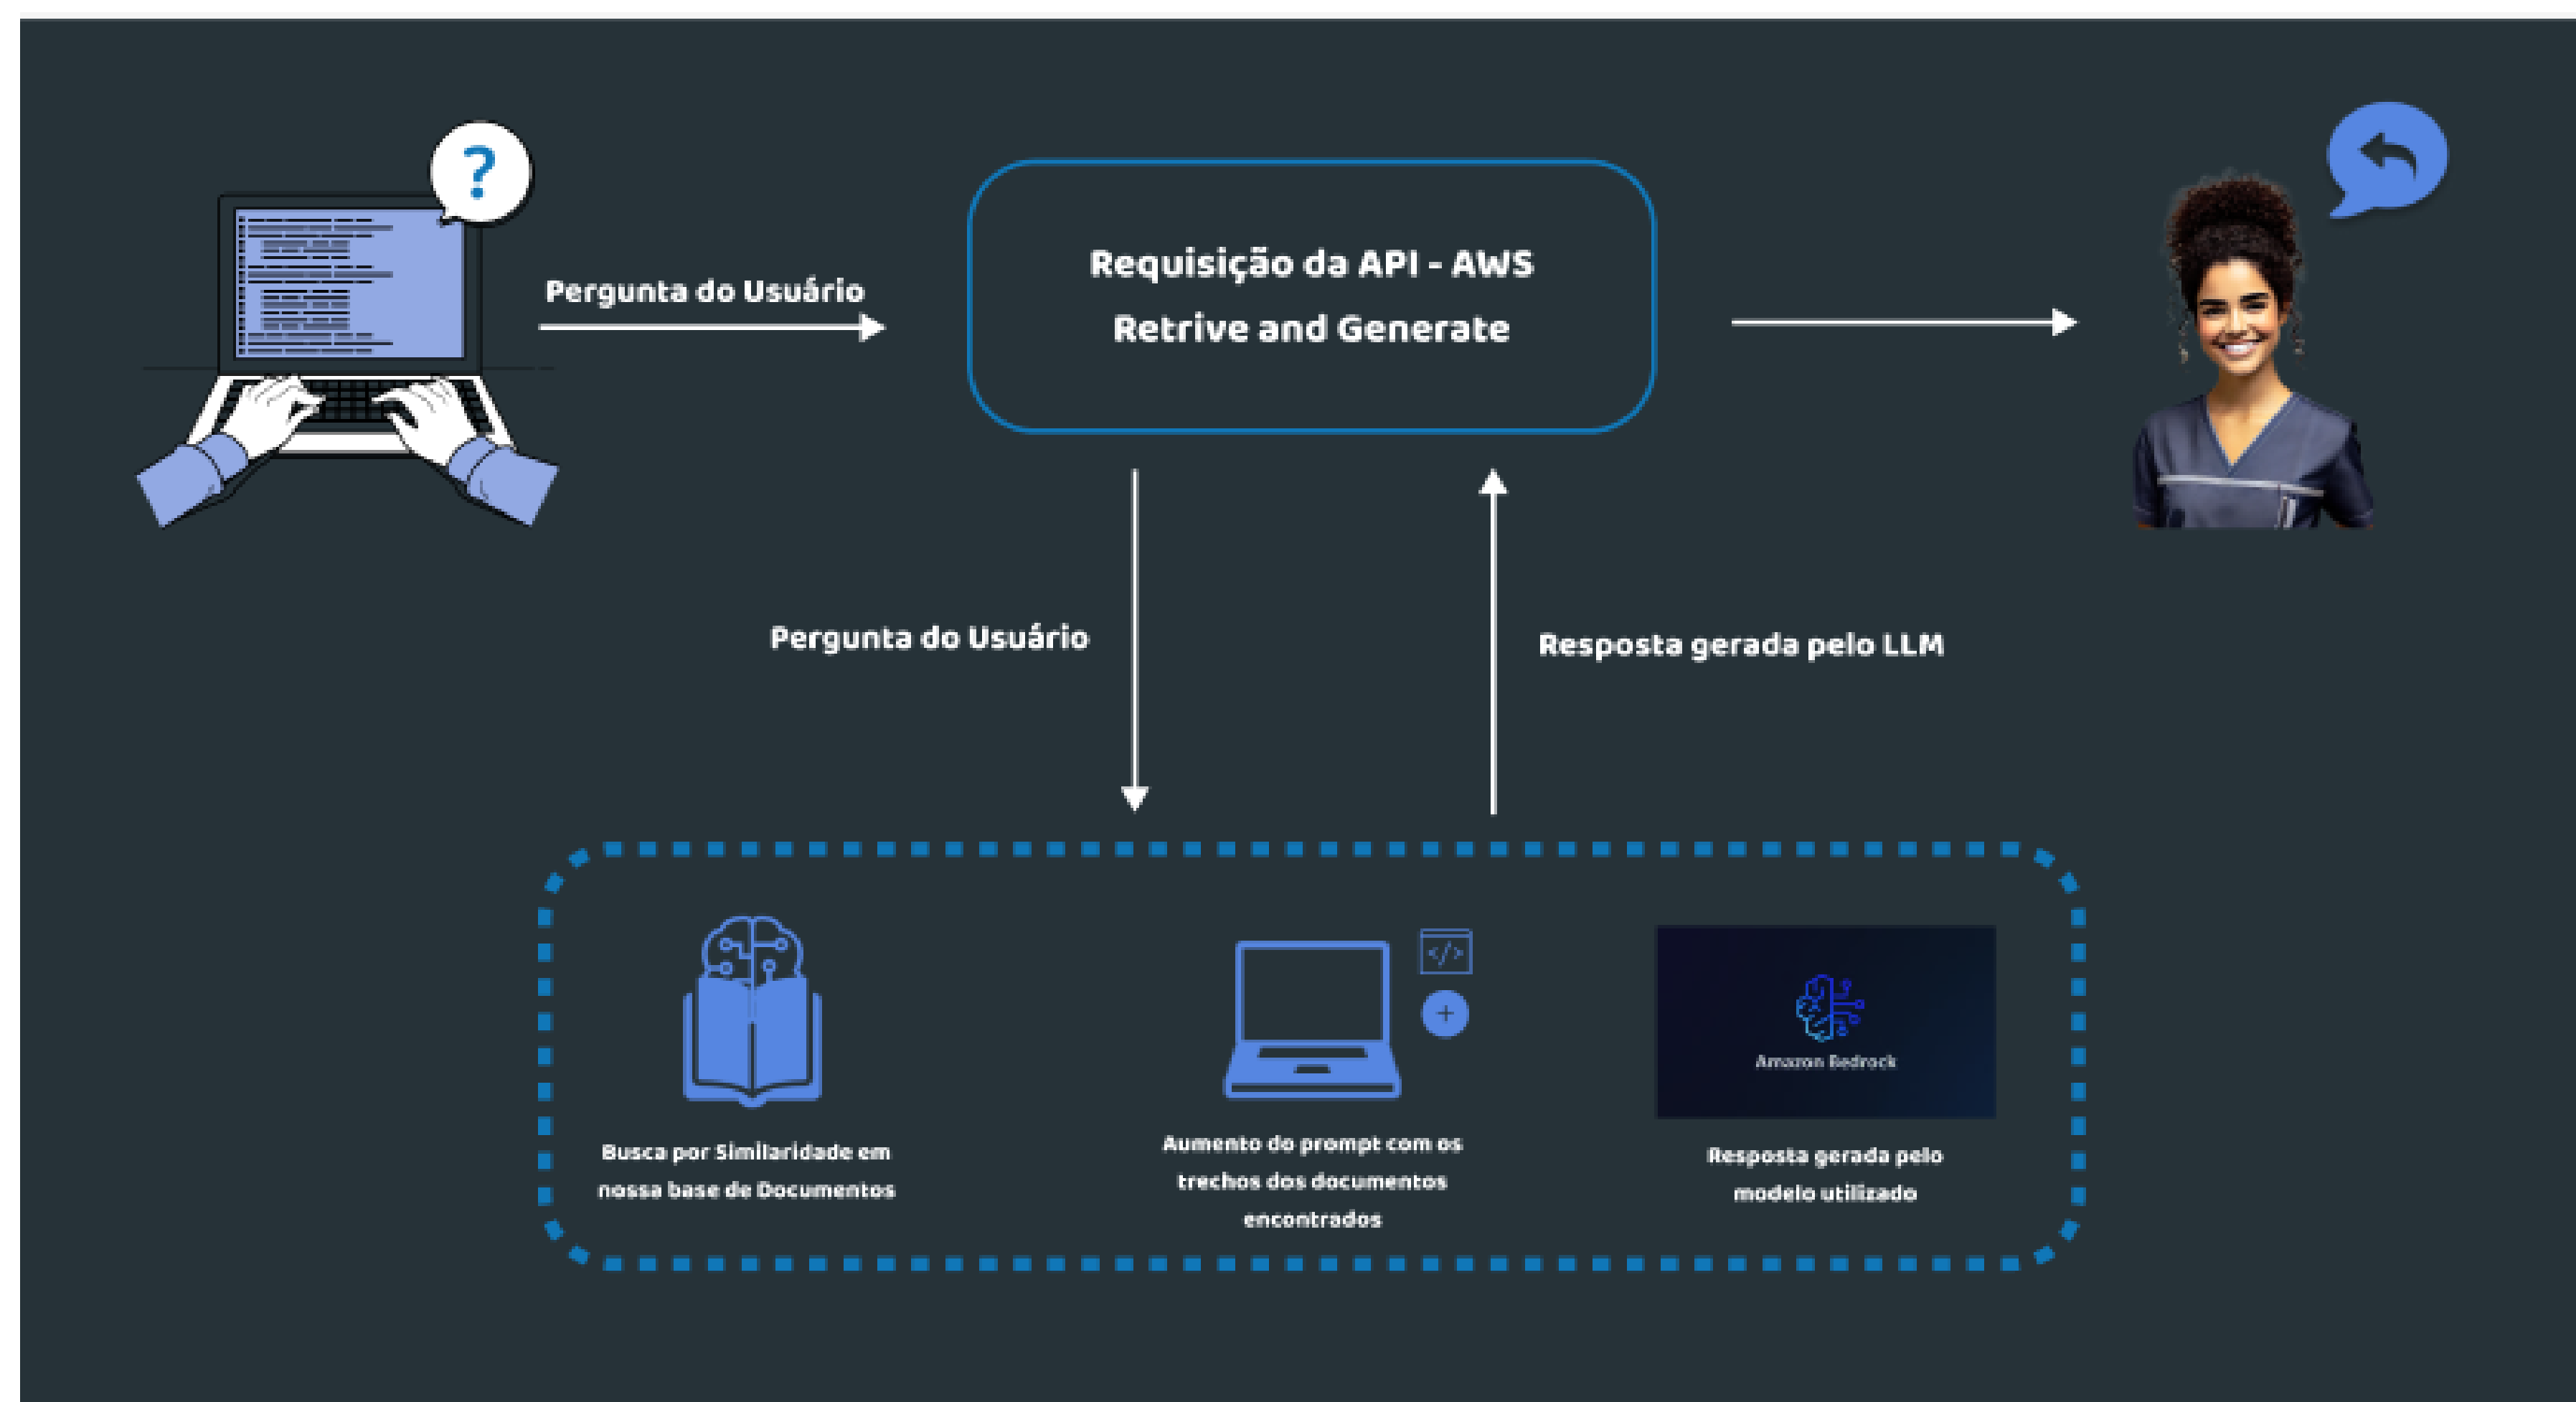 ?
Pergunta do Usuário
Requisição da API - AWS
Retrive and Generate
Pergunta do Usuário
Resposta gerada pelo LLM
</>
+
Amazon Bedrock
Busca por Similaridade em
nossa base de Documentos
Aumento do prompt com os
trechos dos documentos
encontrados
Resposta gerada pelo
modelo utilizado